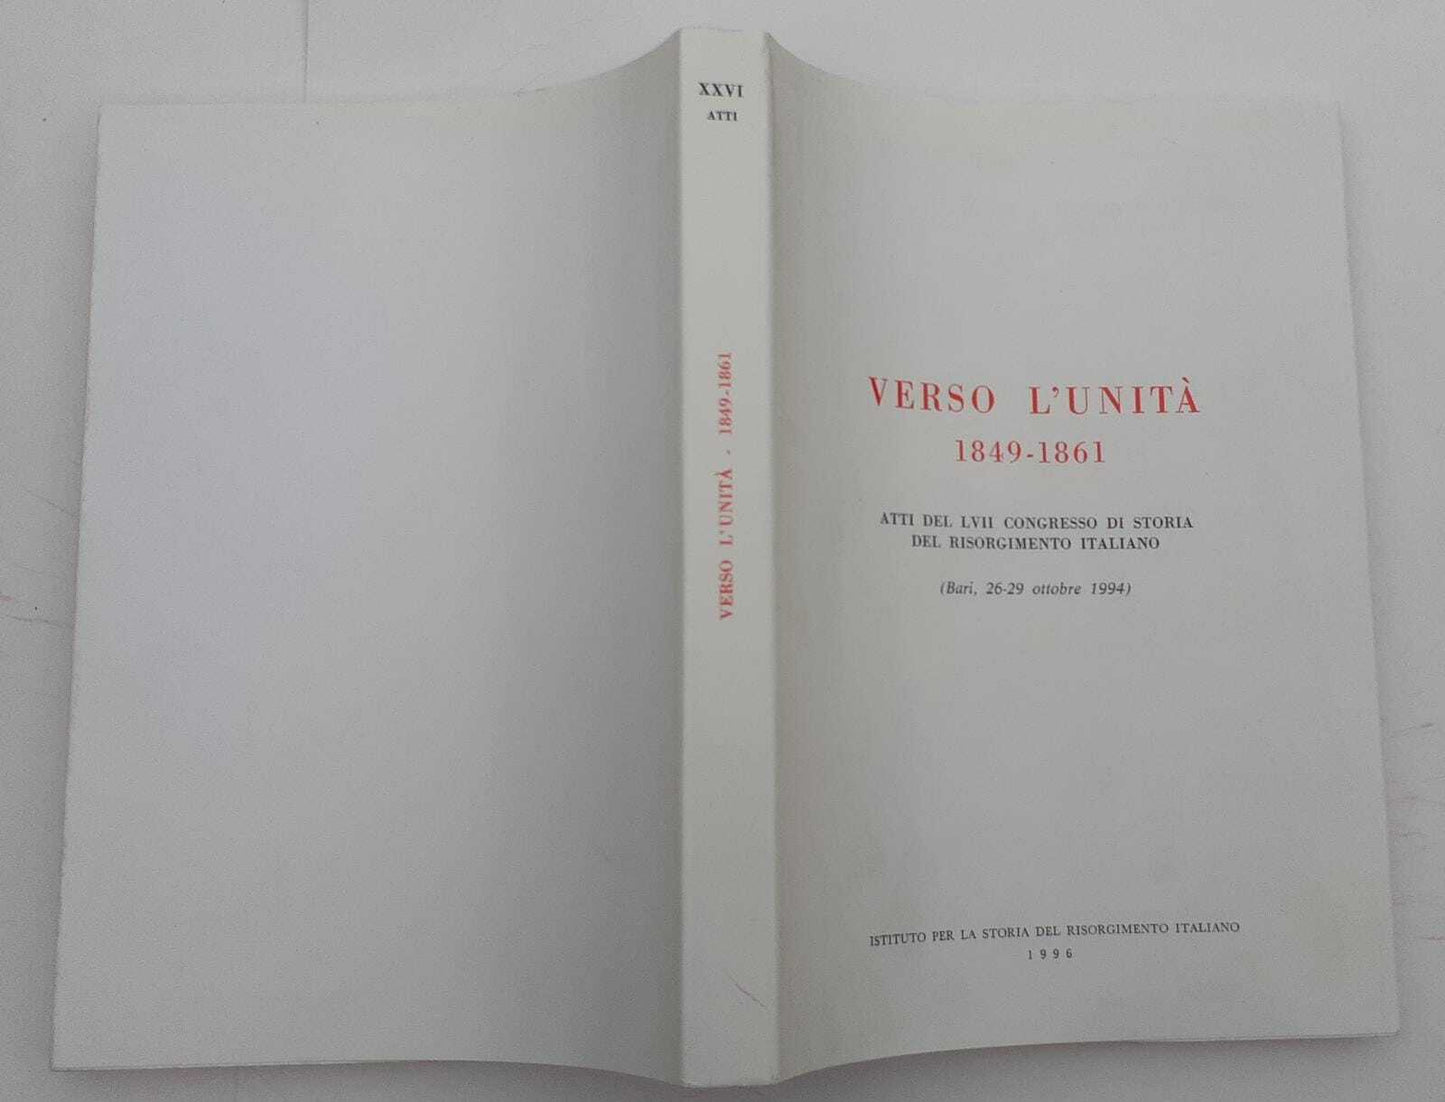 XXVI
ATTI
VERSO L'UNITÀ - 1849-1861
VERSO L'UNITÀ
1849-1861
ATTI DEL LVII CONGRESSO DI STORIA
DEL RISORGIMENTO ITALIANO
(Bari, 26-29 ottobre 1994)
ISTITUTO PER LA STORIA DEL RISORGIMENTO ITALIANO
1996